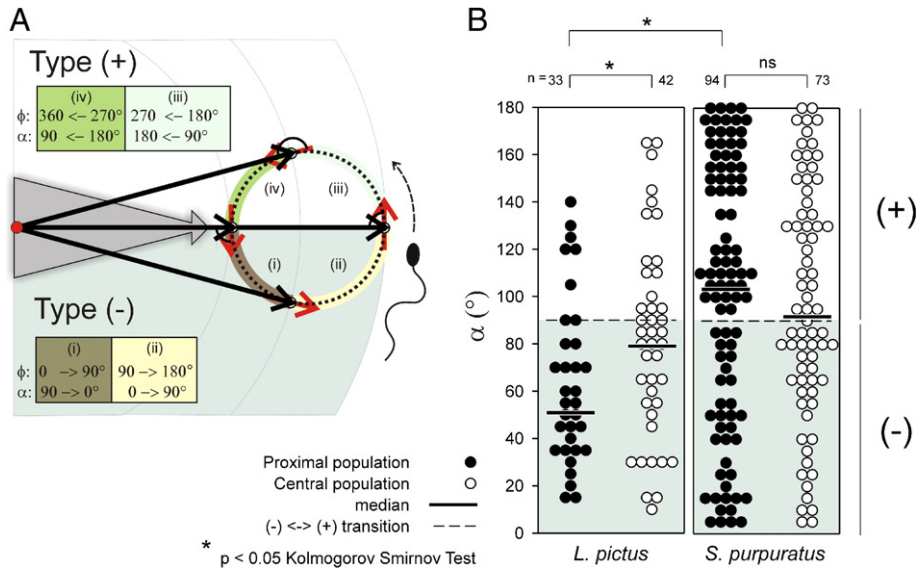 A
Type (+)
(iv) (iii)
ϕ: 360 <– 270° 270 <–180°
α: 90 <–180° 180 <–90°
(iv) (iii)
(i) (ii)
Type (-)
(i) (ii)
ϕ: 0 –> 90° 90 –> 180°
α: 90 –> 0° 0 –> 90°
Proximal population
Central population
median
(-) <-> (+) transition
* p < 0.05 Kolmogorov Smirnov Test
B
*
* ns
n = 33 42 94 73
180
160
140
120
100
80
60
40
20
0
α (°)
(+)
(-)
L. pictus S. purpuratus